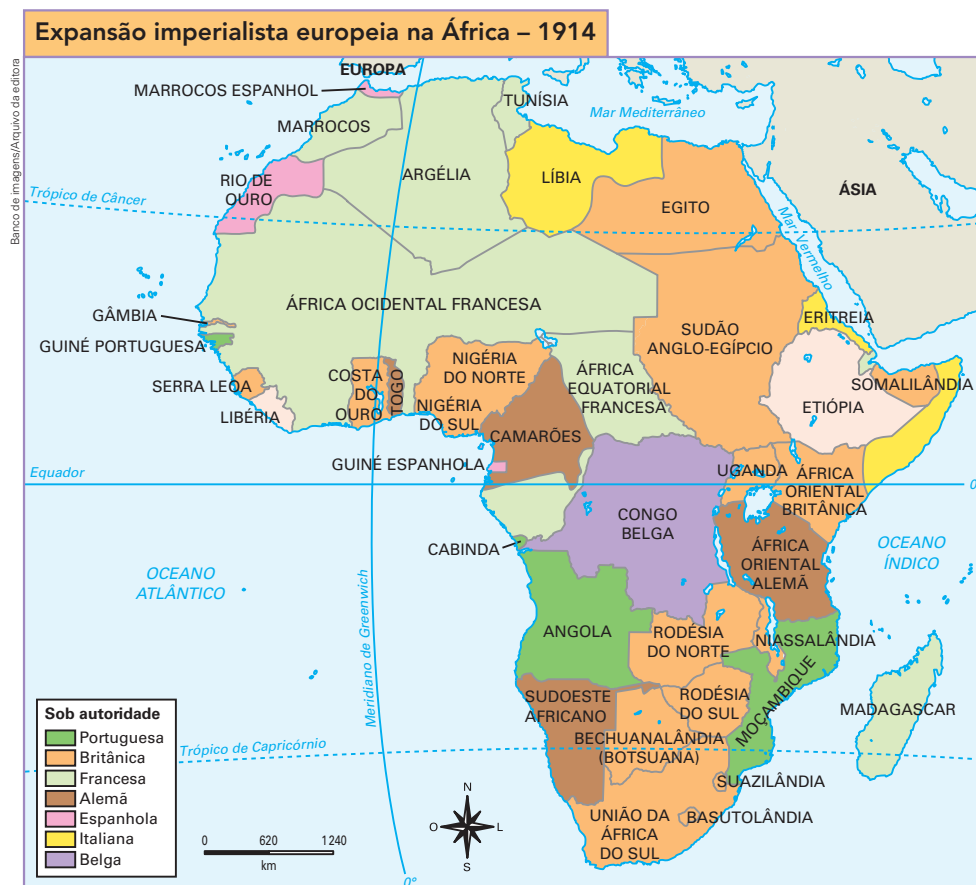 Expansão imperialista europeia na África – 1914
Banco de imagens/Arquivo da editora
EUROPA
MARROCOS ESPANHOL
TUNÍSIA
Mar Mediterrâneo
MARROCOS
ARGÉLIA
LÍBIA
RIO DE
OURO
ÁSIA
Trópico de Câncer
EGITO
Mar Vermelho
ÁFRICA OCIDENTAL FRANCESA
GÂMBIA
ERITREIA
GUINÉ PORTUGUESA
SUDÃO
ANGLO-EGÍPCIO
NIGÉRIA
DO NORTE
ÁFRICA
EQUATORIAL
FRANCESA
SERRA LEOA
COSTA
DO
OURO
TOGO
SOMALILÂNDIA
LIBÉRIA
NIGÉRIA
DO SUL
ETIÓPIA
CAMARÕES
GUINÉ ESPANHOLA
Equador
UGANDA
ÁFRICA
ORIENTAL
BRITÂNICA
0°
CONGO
BELGA
CABINDA
ÁFRICA
ORIENTAL
ALEMÃ
OCEANO
ÍNDICO
OCEANO
ATLÂNTICO
Meridiano de Greenwich
ANGOLA
RODÉSIA
DO NORTE
NIASSALÂNDIA
MOÇAMBIQUE
SUDOESTE
AFRICANO
RODÉSIA
DO SUL
MADAGASCAR
BECHUANALÂNDIA
(BOTSUANA)
Trópico de Capricórnio
SUAZILÂNDIA
BASUTOLÂNDIA
UNIÃO DA
ÁFRICA
DO SUL
Sob autoridade
Portuguesa
Britânica
Francesa
Alemã
Espanhola
Italiana
Belga
0 620 1 240
km
N
O L
S
0°